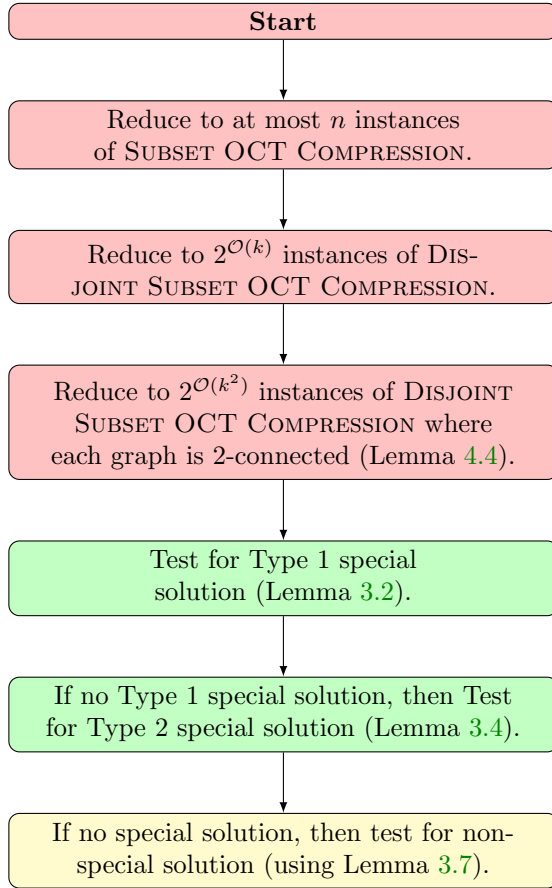 Start
Reduce to at most n instances
of SUBSET OCT COMPRESSION.
Reduce to 2^{O(k)} instances of DIS-
JOINT SUBSET OCT COMPRESSION.
Reduce to 2^{O(k^2)} instances of DISJOINT
SUBSET OCT COMPRESSION where
each graph is 2-connected (Lemma 4.4).
Test for Type 1 special
solution (Lemma 3.2).
If no Type 1 special solution, then Test
for Type 2 special solution (Lemma 3.4).
If no special solution, then test for non-
special solution (using Lemma 3.7).